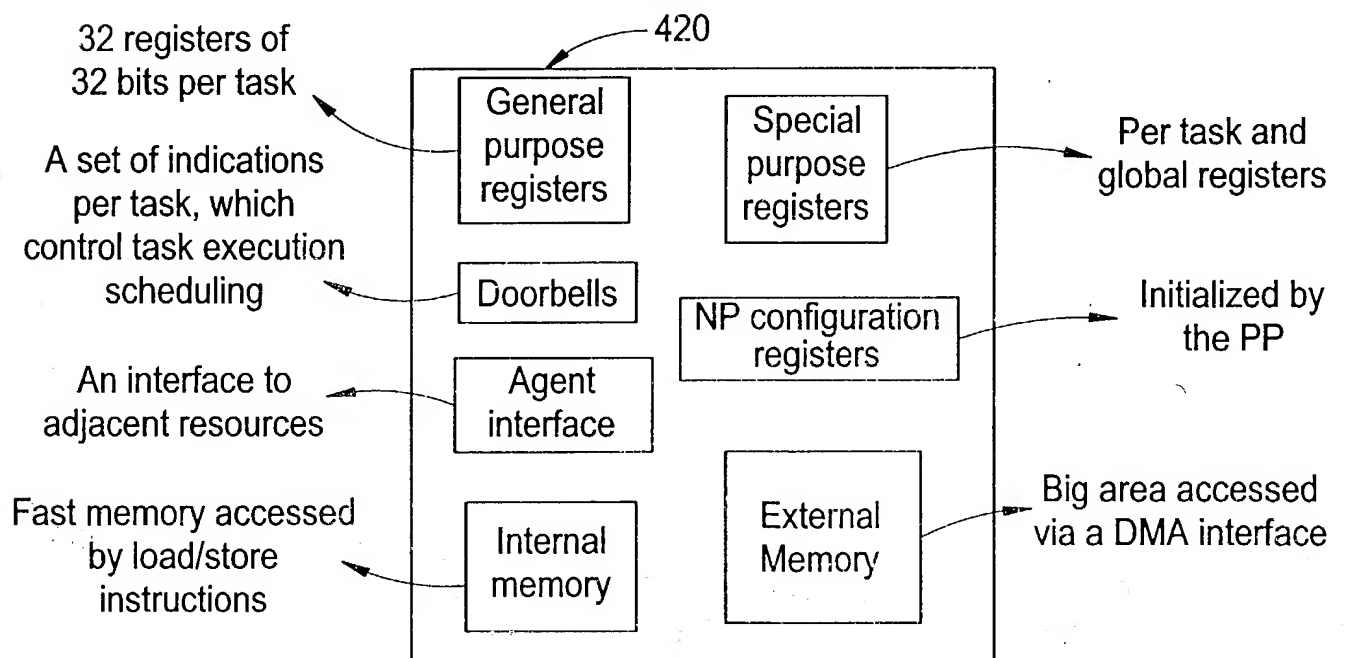 420
32 registers of
32 bits per task
General
purpose
registers
Special
purpose
registers
Per task and
global registers
A set of indications
per task, which
control task execution
scheduling
Doorbells
NP configuration
registers
Initialized by
the PP
An interface to
adjacent resources
Agent
interface
Fast memory accessed
by load/store
instructions
Internal
memory
External
Memory
Big area accessed
via a DMA interface